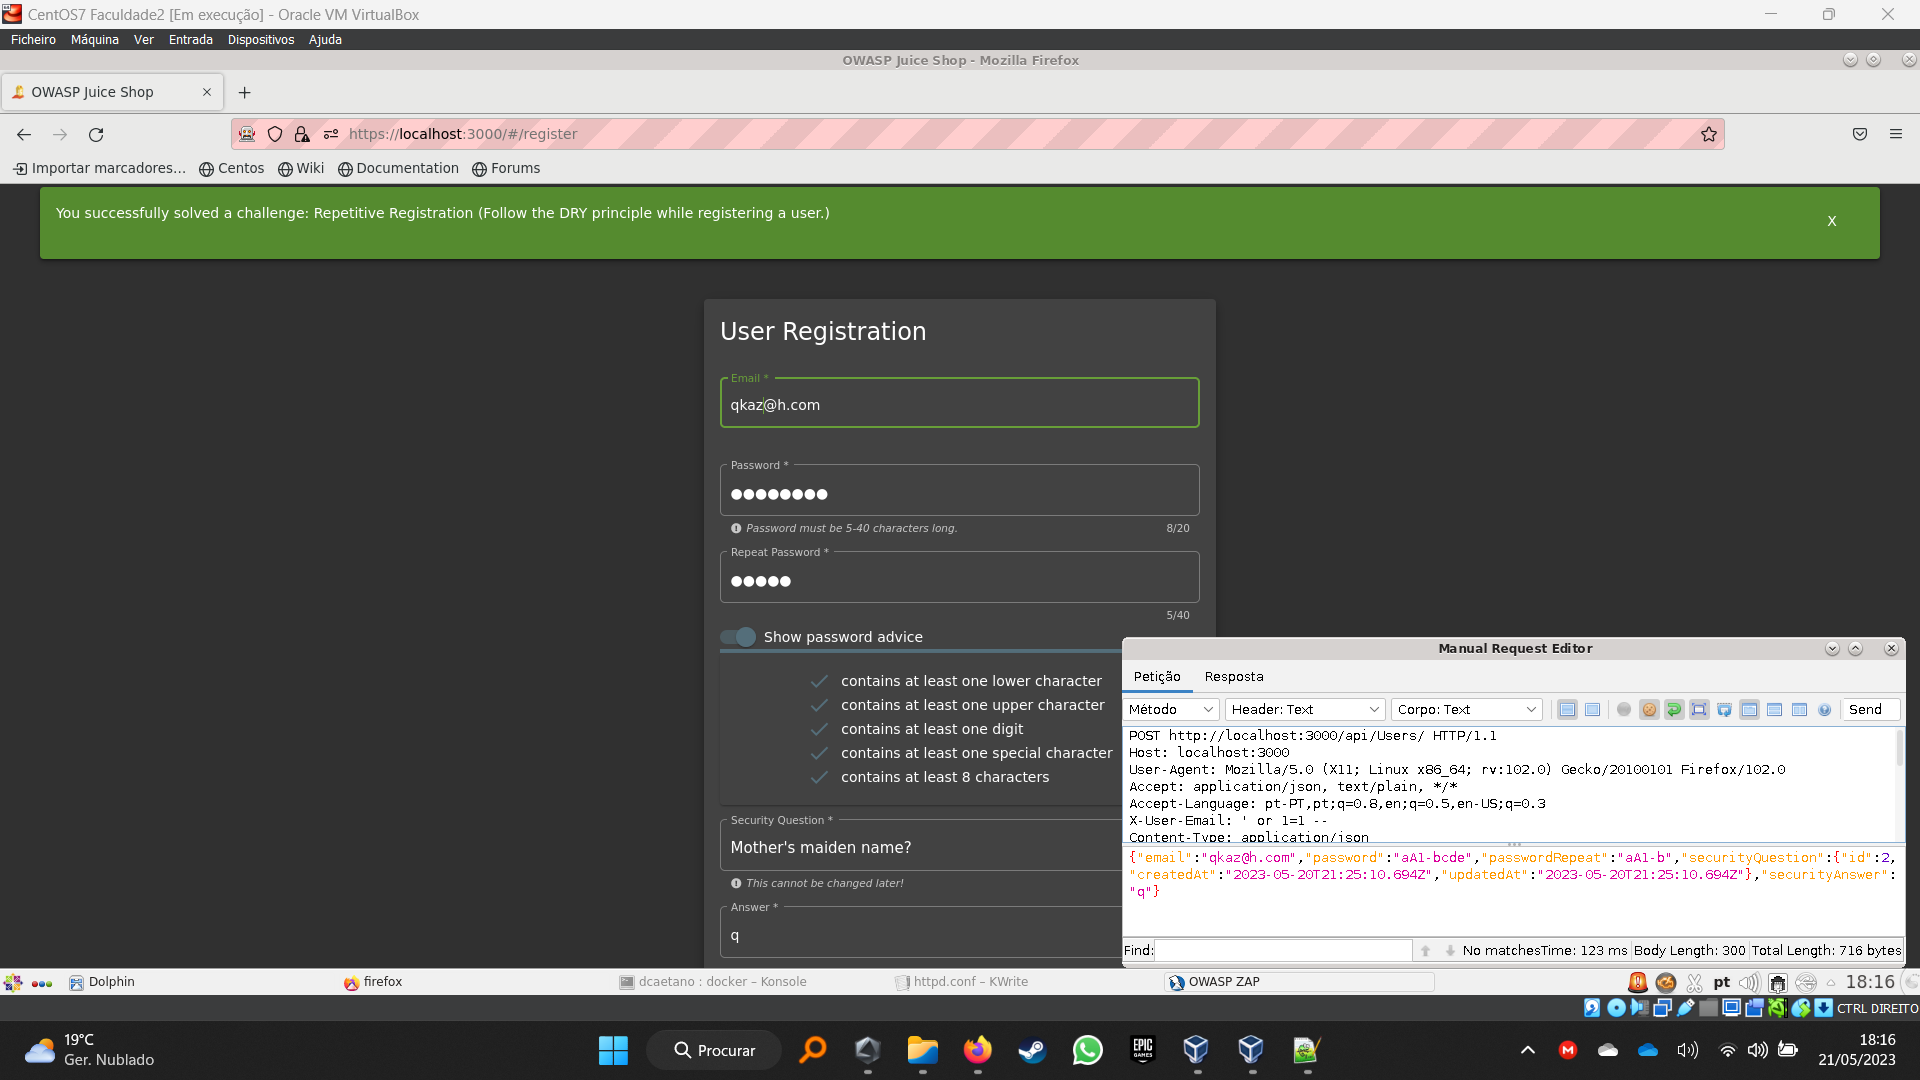 CentOS7 Faculdade2 [Em execução] - Oracle VM VirtualBox
Ficheiro Máquina Ver Entrada Dispositivos Ajuda
OWASP Juice Shop - Mozilla Firefox
OWASP Juice Shop
https://localhost:3000/#/register
Importar marcadores… Centos Wiki Documentation Forums
You successfully solved a challenge: Repetitive Registration (Follow the DRY principle while registering a user.)
X
User Registration
Email *
qkaz@h.com
Password *
Password must be 5-40 characters long.
8/20
Repeat Password *
5/40
Show password advice
contains at least one lower character
contains at least one upper character
contains at least one digit
contains at least one special character
contains at least 8 characters
Security Question *
Mother's maiden name?
This cannot be changed later!
Answer *
q
Manual Request Editor
Petição Resposta
Método Header: Text Corpo: Text Send
POST http://localhost:3000/api/Users/ HTTP/1.1
Host: localhost:3000
User-Agent: Mozilla/5.0 (X11; Linux x86_64; rv:102.0) Gecko/20100101 Firefox/102.0
Accept: application/json, text/plain, */*
Accept-Language: pt-PT,pt;q=0.8,en;q=0.5,en-US;q=0.3
X-User-Email: ' or 1=1 --
Content-Type: application/json
{"email":"qkaz@h.com","password":"aA1-bcde","passwordRepeat":"aA1-b","securityQuestion":{"id":2,
"createdAt":"2023-05-20T21:25:10.694Z","updatedAt":"2023-05-20T21:25:10.694Z"},"securityAnswer":
"q"}
Find: No matches Time: 123 ms Body Length: 300 Total Length: 716 bytes
Dolphin firefox dcaetano : docker – Konsole httpd.conf – KWrite OWASP ZAP pt 18:16
CTRL DIREITO
19°C
Ger. Nublado
Procurar
EPIC
GAMES
18:16
21/05/2023